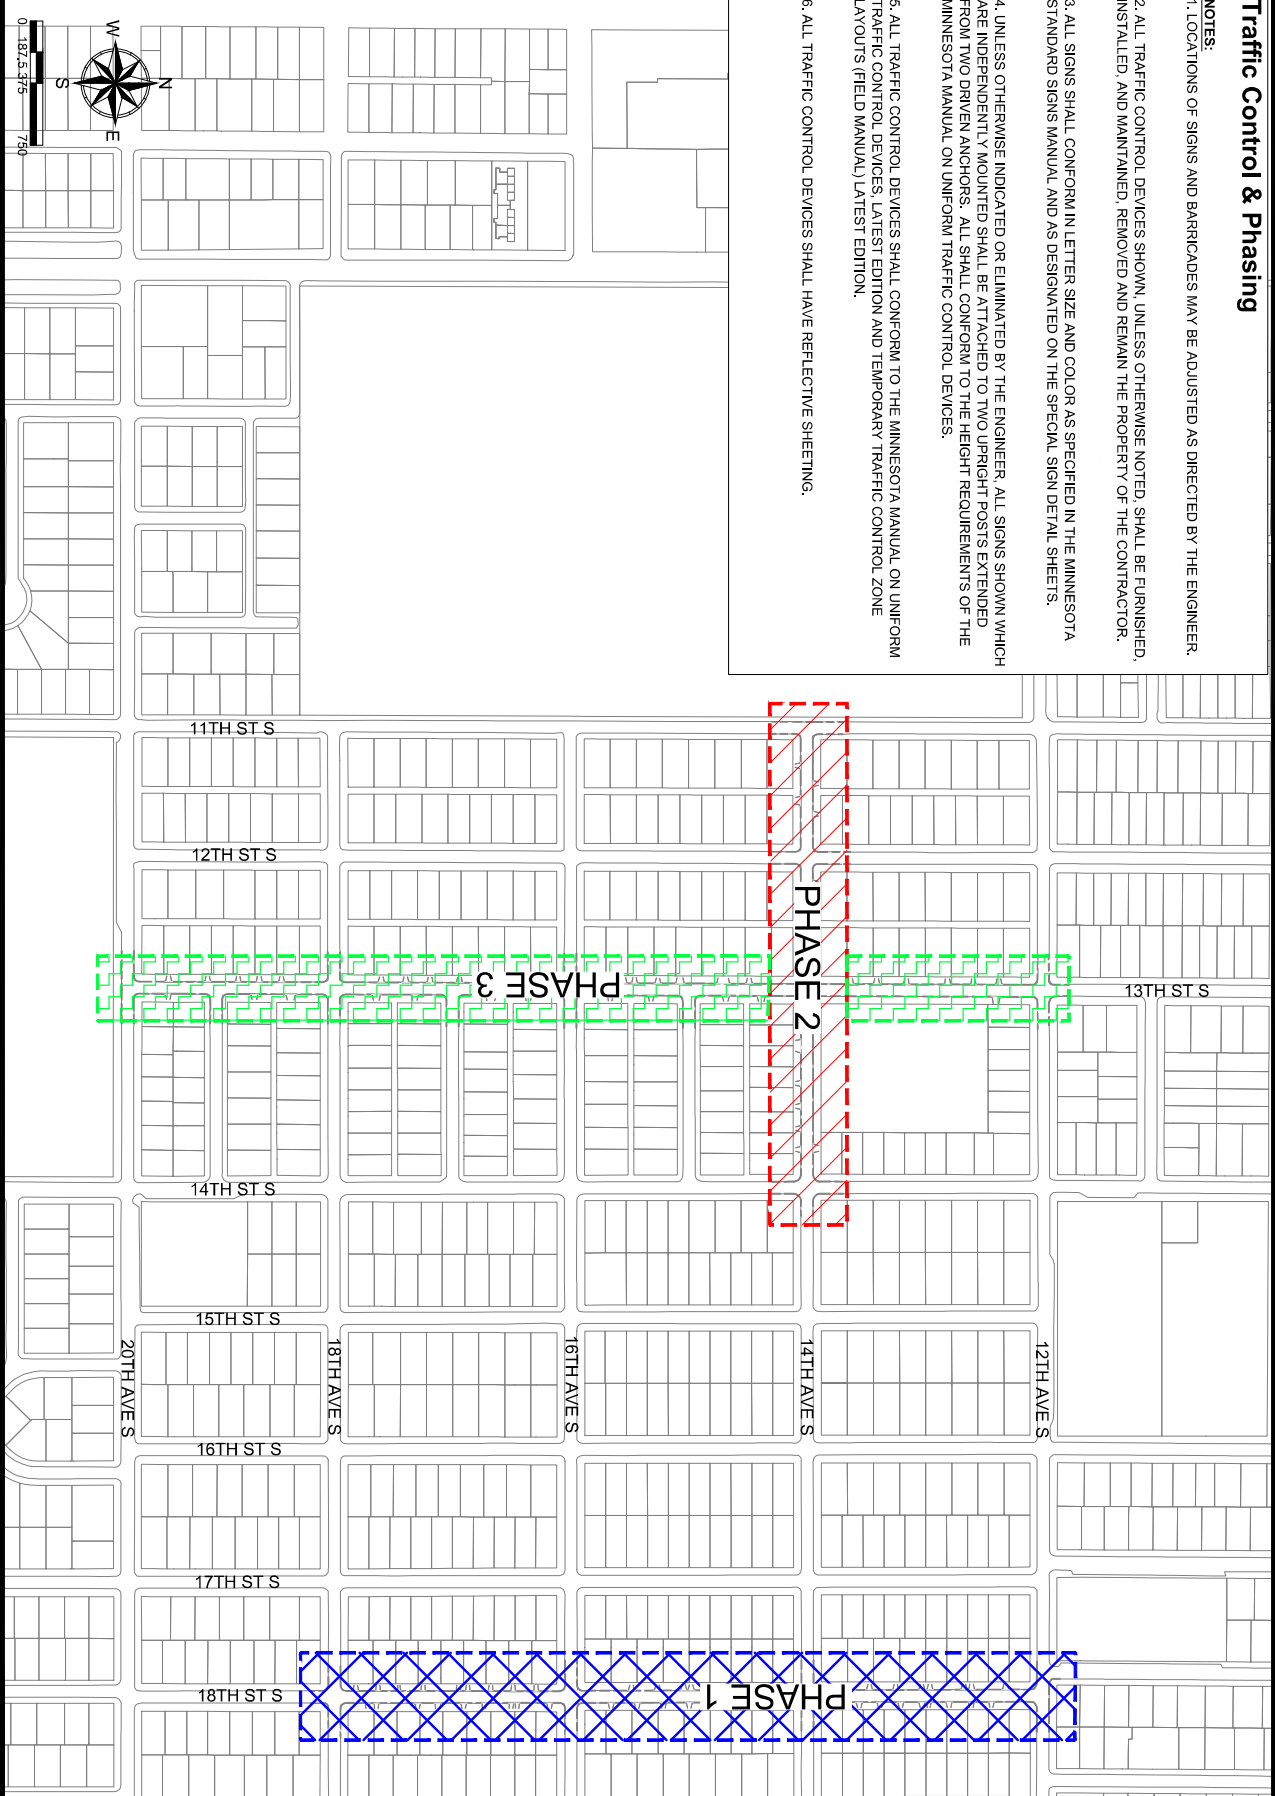 Traffic Control & Phasing
NOTES:
1. LOCATIONS OF SIGNS AND BARRICADES MAY BE ADJUSTED AS DIRECTED BY THE ENGINEER.
2. ALL TRAFFIC CONTROL DEVICES SHOWN, UNLESS OTHERWISE NOTED, SHALL BE FURNISHED,
INSTALLED, AND MAINTAINED, REMOVED AND REMAIN THE PROPERTY OF THE CONTRACTOR.
3. ALL SIGNS SHALL CONFORM IN LETTER SIZE AND COLOR AS SPECIFIED IN THE MINNESOTA
STANDARD SIGNS MANUAL AND AS DESIGNATED ON THE SPECIAL SIGN DETAIL SHEETS.
4. UNLESS OTHERWISE INDICATED OR ELIMINATED BY THE ENGINEER, ALL SIGNS SHOWN WHICH
ARE INDEPENDENTLY MOUNTED SHALL BE ATTACHED TO TWO UPRIGHT POSTS EXTENDED
FROM TWO DRIVEN ANCHORS. ALL SHALL CONFORM TO THE HEIGHT REQUIREMENTS OF THE
MINNESOTA MANUAL ON UNIFORM TRAFFIC CONTROL DEVICES.
5. ALL TRAFFIC CONTROL DEVICES SHALL CONFORM TO THE MINNESOTA MANUAL ON UNIFORM
TRAFFIC CONTROL DEVICES, LATEST EDITION AND TEMPORARY TRAFFIC CONTROL ZONE
LAYOUTS (FIELD MANUAL) LATEST EDITION.
6. ALL TRAFFIC CONTROL DEVICES SHALL HAVE REFLECTIVE SHEETING.
N
W
E
S
0 187.5 375 750
11TH ST S
12TH ST S
13TH ST S
14TH ST S
15TH ST S
16TH ST S
17TH ST S
18TH ST S
12TH AVE S
14TH AVE S
16TH AVE S
18TH AVE S
20TH AVE S
PHASE 2
PHASE 3
PHASE 1